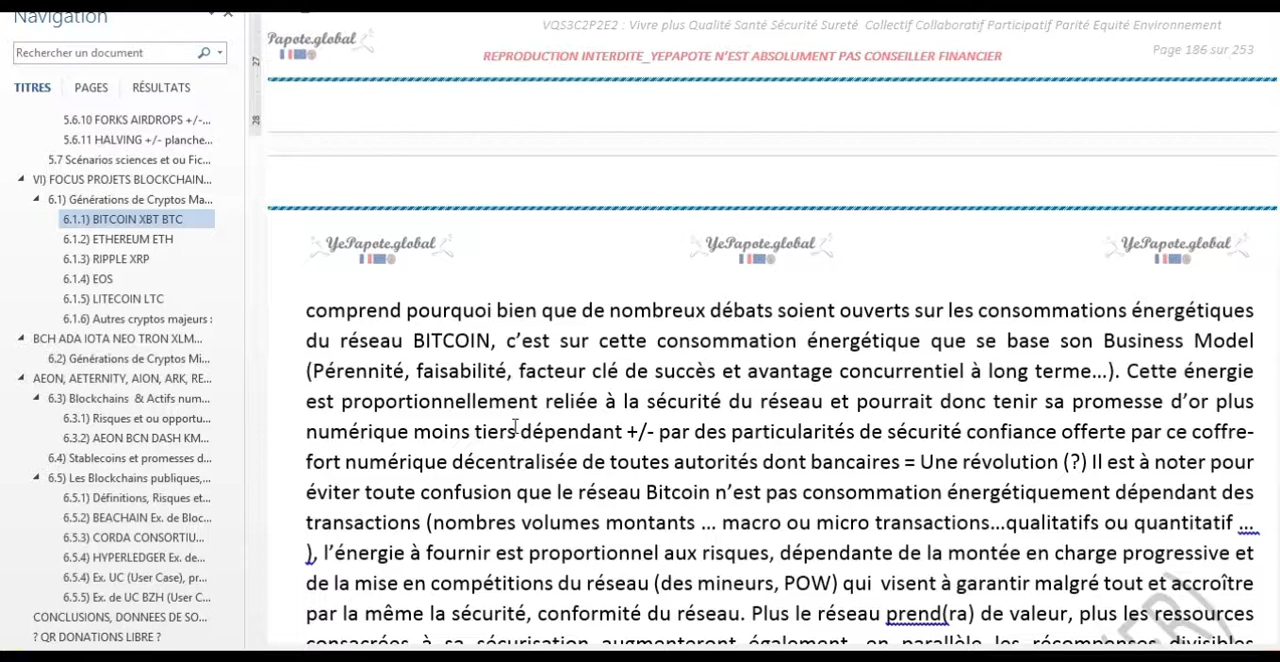 Navigation
Rechercher un document
TITRES PAGES RÉSULTATS
5.6.10 FORKS AIRDROPS +/-...
5.6.11 HALVING +/- planche...
5.7 Scénarios sciences et ou Fic...
VI) FOCUS PROJETS BLOCKCHAIN...
6.1) Générations de Cryptos Ma...
6.1.1) BITCOIN XBT BTC
6.1.2) ETHEREUM ETH
6.1.3) RIPPLE XRP
6.1.4) EOS
6.1.5) LITECOIN LTC
6.1.6) Autres cryptos majeurs :
BCH ADA IOTA NEO TRON XLM...
6.2) Générations de Cryptos Mi...
AEON, AETERNITY, AION, ARK, RE...
6.3) Blockchains & Actifs num...
6.3.1) Risques et ou opportu...
6.3.2) AEON BCN DASH KM...
6.4) Stablecoins et promesses d...
6.5) Les Blockchains publiques,...
6.5.1) Définitions, Risques et...
6.5.2) BEACHAIN Ex. de Bloc...
6.5.3) CORDA CONSORTIU...
6.5.4) HYPERLEDGER Ex. de...
6.5.4) Ex. UC (User Case), pr...
6.5.5) Ex. de UC BZH (User C...
CONCLUSIONS, DONNEES DE SO...
? QR DONATIONS LIBRE ?
27
28
VQS3C2P2E2 : Vivre plus Qualité Santé Sécurité Sureté Collectif Collaboratif Participatif Parité Equité Environnement
Papote.global
Page 186 sur 253
REPRODUCTION INTERDITE_YEPAPOTE N'EST ABSOLUMENT PAS CONSEILLER FINANCIER
YePapote.global YePapote.global YePapote.global
comprend pourquoi bien que de nombreux débats soient ouverts sur les consommations énergétiques
du réseau BITCOIN, c'est sur cette consommation énergétique que se base son Business Model
(Pérennité, faisabilité, facteur clé de succès et avantage concurrentiel à long terme...). Cette énergie
est proportionnellement reliée à la sécurité du réseau et pourrait donc tenir sa promesse d'or plus
numérique moins tiers dépendant +/- par des particularités de sécurité confiance offerte par ce coffre-
fort numérique décentralisée de toutes autorités dont bancaires = Une révolution (?) Il est à noter pour
éviter toute confusion que le réseau Bitcoin n'est pas consommation énergétiquement dépendant des
transactions (nombres volumes montants ... macro ou micro transactions...qualitatifs ou quantitatif ...
), l'énergie à fournir est proportionnel aux risques, dépendante de la montée en charge progressive et
de la mise en compétitions du réseau (des mineurs, POW) qui visent à garantir malgré tout et accroître
par la même la sécurité, conformité du réseau. Plus le réseau prend(ra) de valeur, plus les ressources
consacrées à sa sécurisation augmenteront également, en parallèle les récompenses divisibles